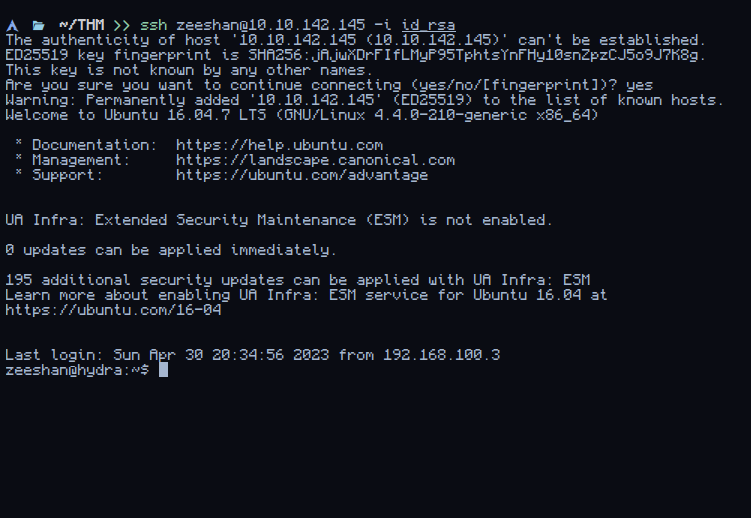 ~/THM >> ssh zeeshan@10.10.142.145 -i id_rsa
The authenticity of host '10.10.142.145 (10.10.142.145)' can't be established.
ED25519 key fingerprint is SHA256:jAjwXDrFIfLMyF95TphtsYnFHy10snZpzCJ5o9J7K8g.
This key is not known by any other names.
Are you sure you want to continue connecting (yes/no/[fingerprint])? yes
Warning: Permanently added '10.10.142.145' (ED25519) to the list of known hosts.
Welcome to Ubuntu 16.04.7 LTS (GNU/Linux 4.4.0-210-generic x86_64)
* Documentation:  https://help.ubuntu.com
* Management:     https://landscape.canonical.com
* Support:        https://ubuntu.com/advantage
UA Infra: Extended Security Maintenance (ESM) is not enabled.
0 updates can be applied immediately.
195 additional security updates can be applied with UA Infra: ESM
Learn more about enabling UA Infra: ESM service for Ubuntu 16.04 at
https://ubuntu.com/16-04
Last login: Sun Apr 30 20:34:56 2023 from 192.168.100.3
zeeshan@hydra:~$